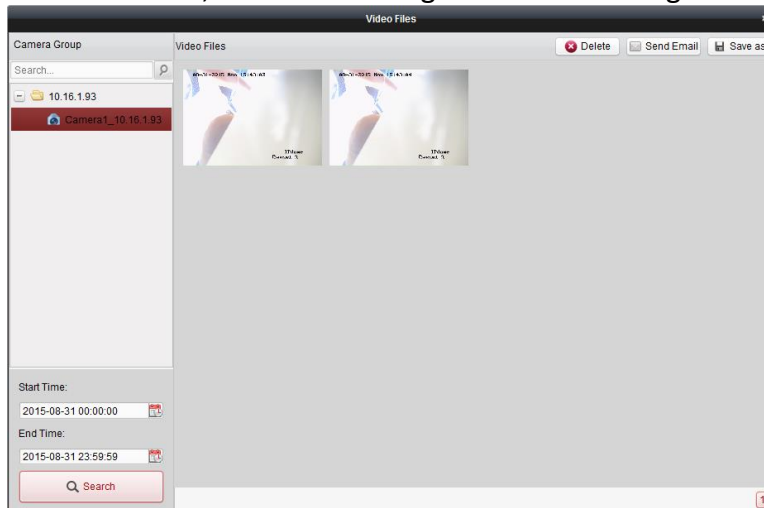 Video Files
Camera Group
Video Files
Delete
Send Email
Save as
Search...
10.16.1.93
Camera1_10.16.1.93
Start Time:
2015-08-31 00:00:00
End Time:
2015-08-31 23:59:59
Search
1